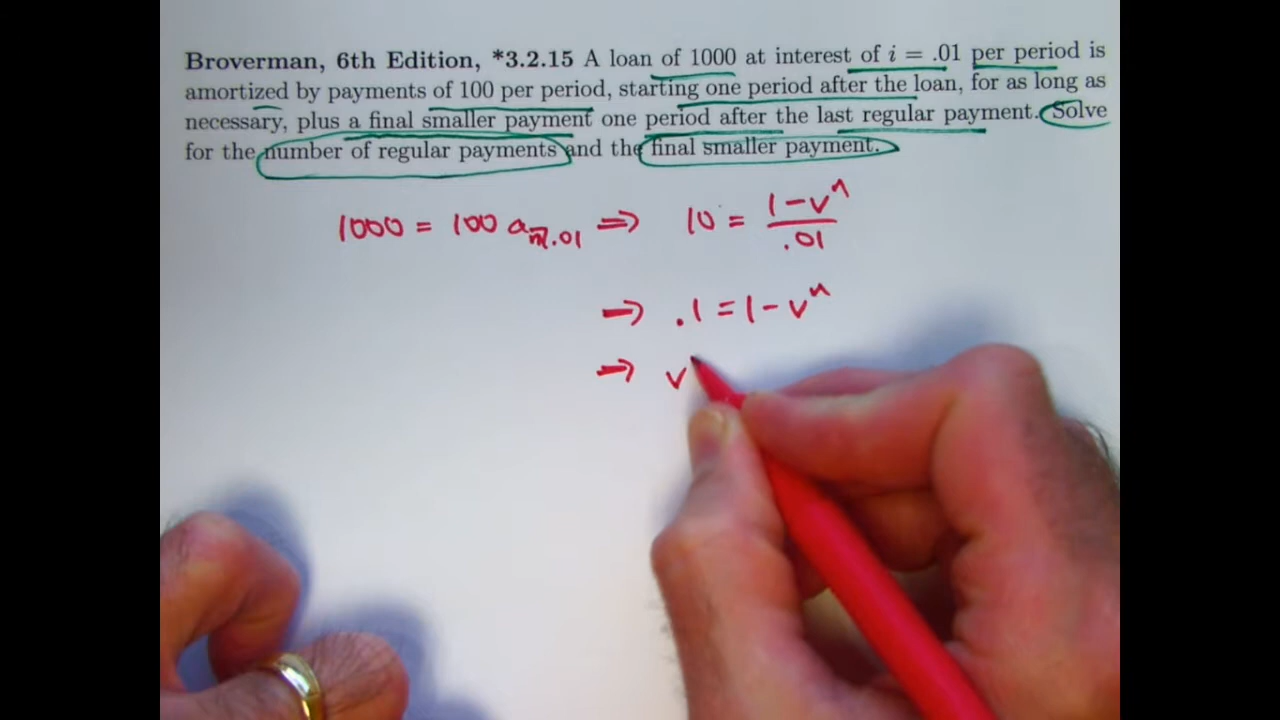 Broverman, 6th Edition, *3.2.15 A loan of 1000 at interest of i = .01 per period is
amortized by payments of 100 per period, starting one period after the loan, for as long as
necessary, plus a final smaller payment one period after the last regular payment. Solve
for the number of regular payments and the final smaller payment.
1000 = 100 a_n̅|.01 ⇒ 10 = (1-vⁿ)/.01
⇒ .1 = 1-vⁿ
⇒ v